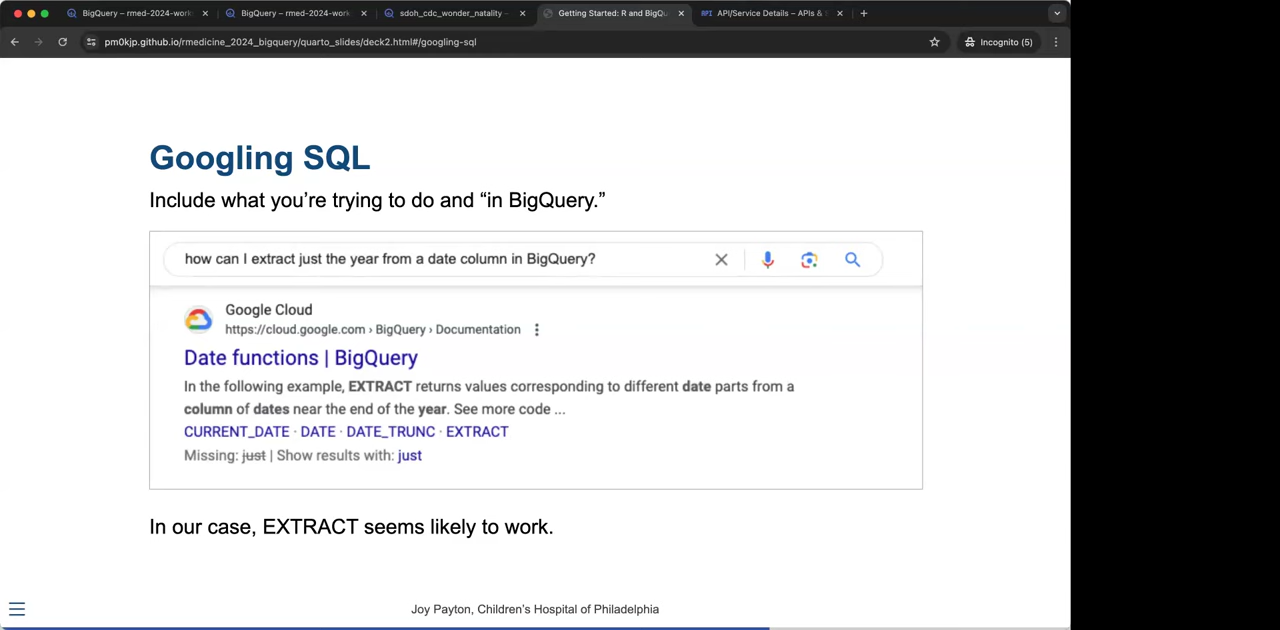 BigQuery – rmed-2024-work
BigQuery – rmed-2024-work
sdoh_cdc_wonder_natality –
Getting Started: R and BigQu
API API/Service Details – APIs & S
pm0kjp.github.io/rmedicine_2024_bigquery/quarto_slides/deck2.html#/googling-sql
Incognito (5)
Googling SQL
Include what you’re trying to do and “in BigQuery.”
how can I extract just the year from a date column in BigQuery?
Google Cloud
https://cloud.google.com › BigQuery › Documentation
Date functions | BigQuery
In the following example, EXTRACT returns values corresponding to different date parts from a
column of dates near the end of the year. See more code ...
CURRENT_DATE · DATE · DATE_TRUNC · EXTRACT
Missing: just | Show results with: just
In our case, EXTRACT seems likely to work.
Joy Payton, Children’s Hospital of Philadelphia